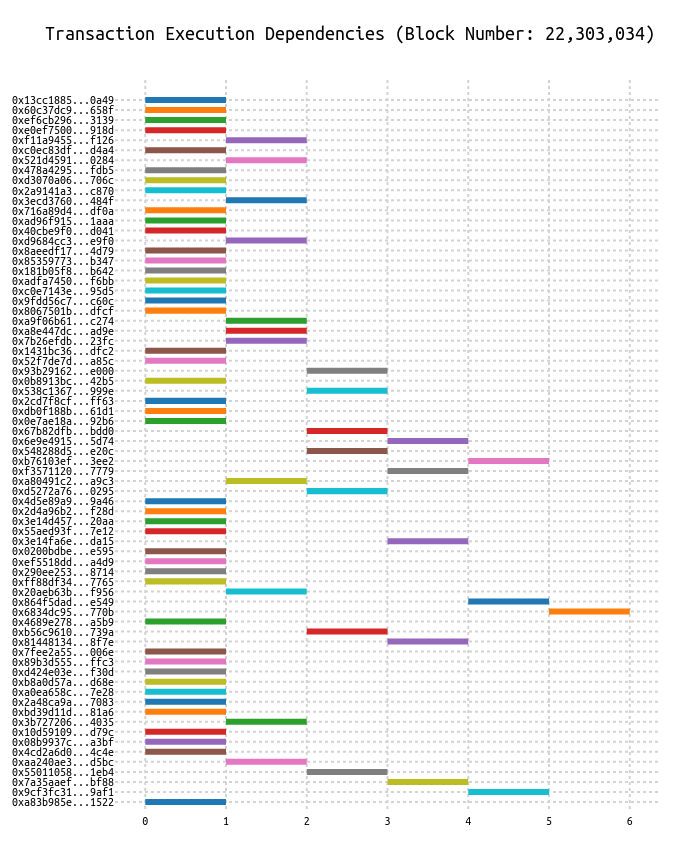 Transaction Execution Dependencies (Block Number: 22,303,034)
0x13cc1885...0a49
0x60c37dc9...658f
0xef6cb296...3139
0xe0ef7500...918d
0xf11a9455...f126
0xc0ec83df...d4a4
0x521d4591...0284
0x478a4295...fdb5
0xd3070a06...706c
0x2a9141a3...c870
0x3ecd3760...484f
0x716a89d4...df0a
0xad96f915...1aaa
0x40cbe9f0...d041
0xd9684cc3...e9f0
0x8aeedf17...4d79
0x85359773...b347
0x181b05f8...b642
0xadfa7450...f6bb
0xc0e7143e...95d5
0x9fdd56c7...c60c
0x8067501b...dfcf
0xa9f06b61...c274
0xa8e447dc...ad9e
0x7b26efdb...23fc
0x1431bc36...dfc2
0x52f7de7d...a85c
0x93b29162...e000
0x0b8913bc...42b5
0x538c1367...999e
0x2cd7f8cf...ff63
0xdb0f188b...61d1
0x0e7ae18a...92b6
0x67b82dfb...bdd0
0x6e9e4915...5d74
0x548288d5...e20c
0xb76103ef...3ee2
0xf3571120...7779
0xa80491c2...a9c3
0xd5272a76...0295
0x4d5e89a9...9a46
0x2d4a96b2...f28d
0x3e14d457...20aa
0x55aed93f...7e12
0x3e14fa6e...da15
0x0200bdbe...e595
0xef5518dd...a4d9
0x290ee253...8714
0xff88df34...7765
0x20aeb63b...f956
0x864f5dad...e549
0x6834dc95...770b
0x4689e278...a5b9
0xb56c9610...739a
0x81448134...8f7e
0x7fee2a55...006e
0x89b3d555...ffc3
0xd424e03e...f30d
0xb8a0d57a...d68e
0xa0ea658c...7e28
0x2a48ca9a...7083
0xbd39d11d...81a6
0x3b727206...4035
0x10d59109...d79c
0x08b9937c...a3bf
0x4cd2a6d0...4c4e
0xaa240ae3...d5bc
0x55011058...1eb4
0x7a35aaef...bf88
0x9cf3fc31...9af1
0xa83b985e...1522
0 1 2 3 4 5 6